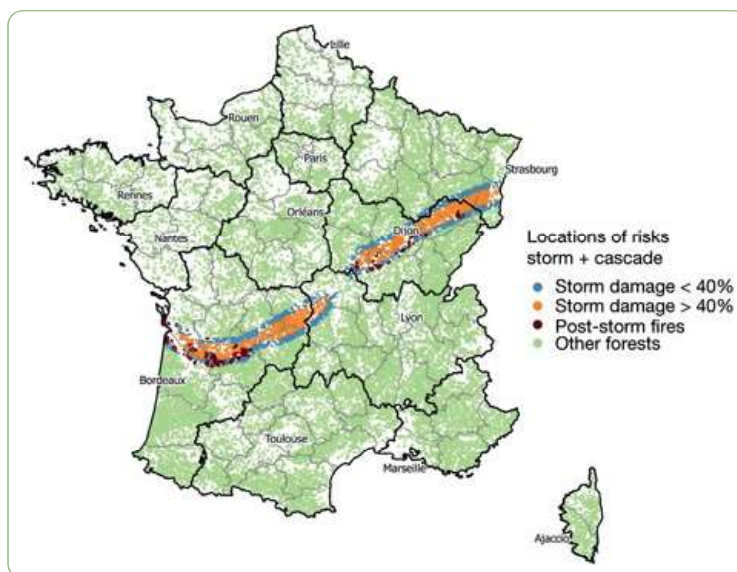 Lille
Rouen
Paris
Strasbourg
Rennes
Orléans
Nantes
Dijon
Locations of risks
storm + cascade
Storm damage < 40%
Storm damage > 40%
Post-storm fires
Other forests
Lyon
Bordeaux
Toulouse
Marseille
Ajaccio